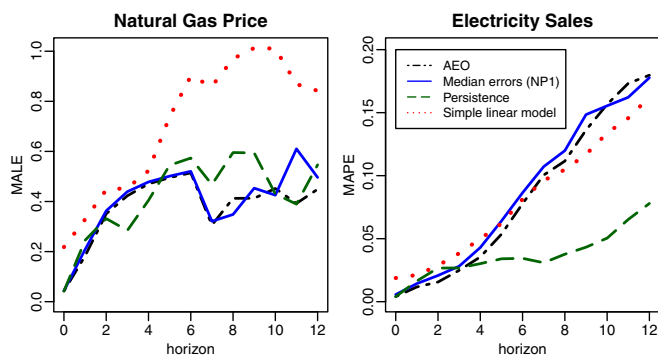 Natural Gas Price
MALE
1.0
0.8
0.6
0.4
0.2
0.0
0 2 4 6 8 10 12
horizon
Electricity Sales
MAPE
0.20
0.15
0.10
0.05
0.00
AEO
Median errors (NP1)
Persistence
Simple linear model
0 2 4 6 8 10 12
horizon